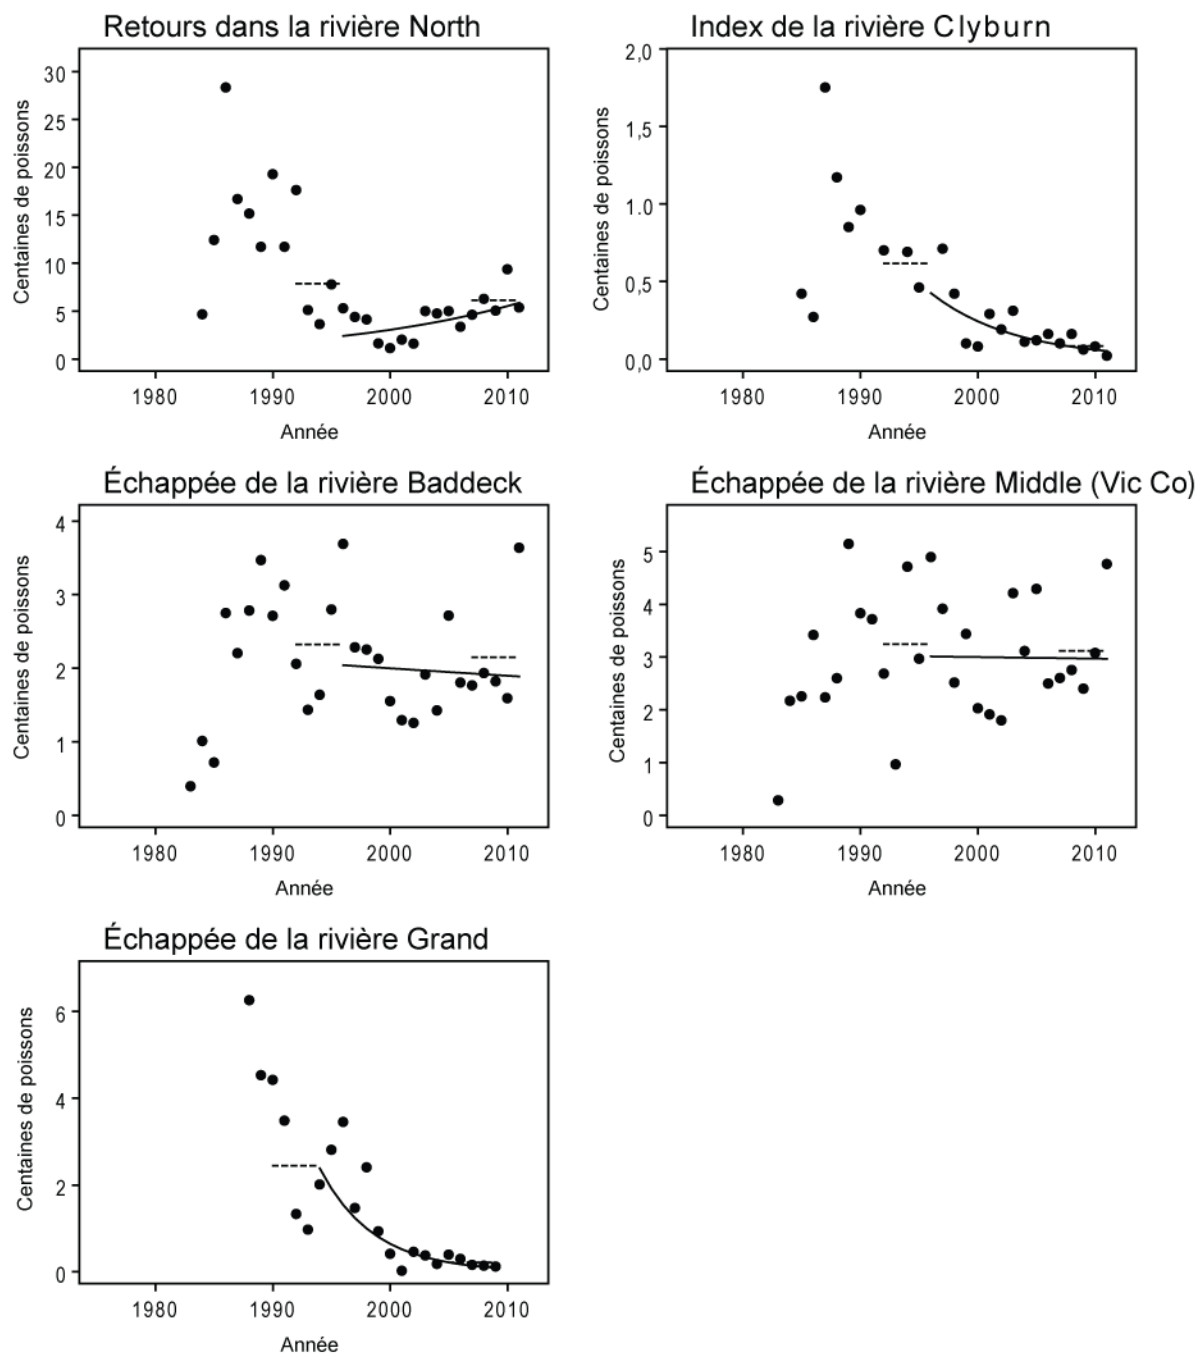 Retours dans la rivière North
Centaines de poissons
30
25
20
15
10
5
0
1980 1990 2000 2010
Année
Index de la rivière Clyburn
Centaines de poissons
2,0
1,5
1.0
0,5
0,0
1980 1990 2000 2010
Année
Échappée de la rivière Baddeck
Centaines de poissons
4
3
2
1
0
1980 1990 2000 2010
Année
Échappée de la rivière Middle (Vic Co)
Centaines de poissons
5
4
3
2
1
0
1980 1990 2000 2010
Année
Échappée de la rivière Grand
Centaines de poissons
6
4
2
0
1980 1990 2000 2010
Année